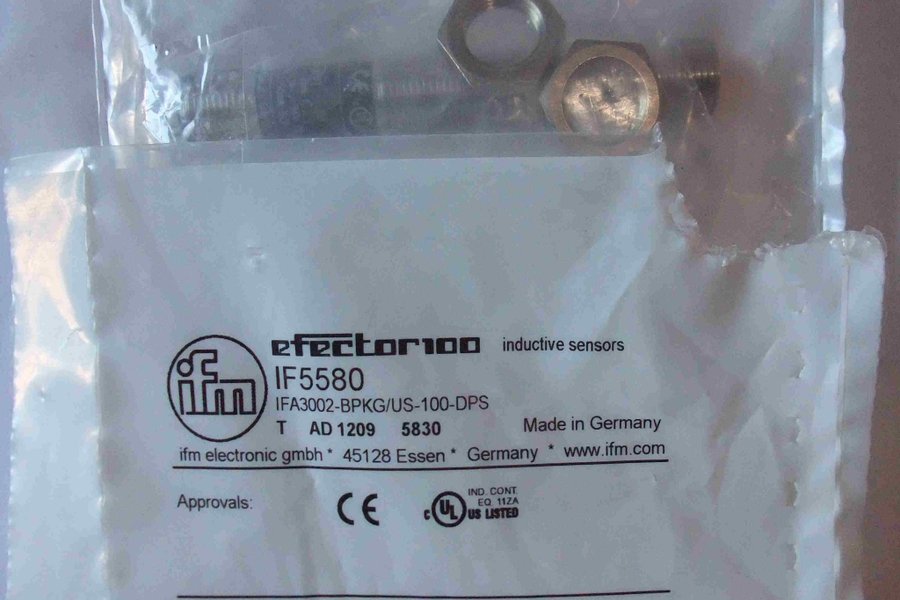 efector100 inductive sensors
ifm
IF5580
IFA3002-BPKG/US-100-DPS
T AD 1209 5830 Made in Germany
ifm electronic gmbh * 45128 Essen * Germany * www.ifm.com
Approvals: CE c UL US LISTED
IND. CONT.
EQ. 11ZA